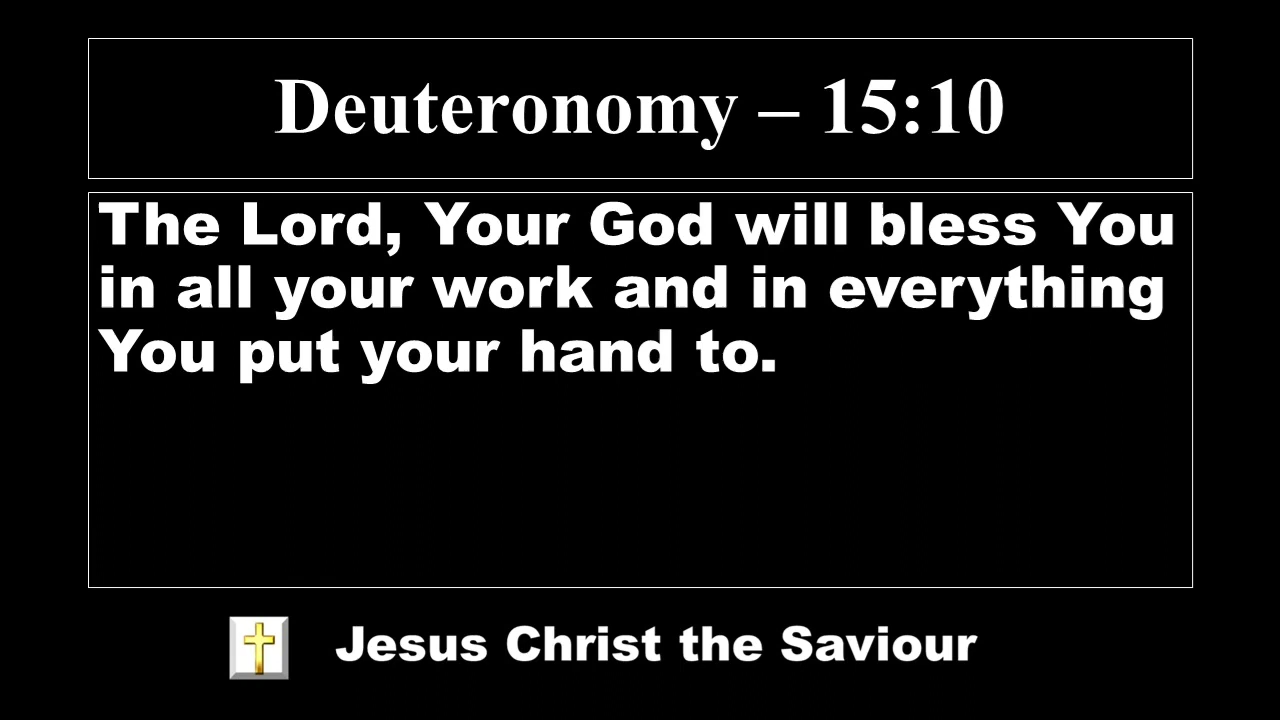 Deuteronomy – 15:10
The Lord, Your God will bless You
in all your work and in everything
You put your hand to.
Jesus Christ the Saviour